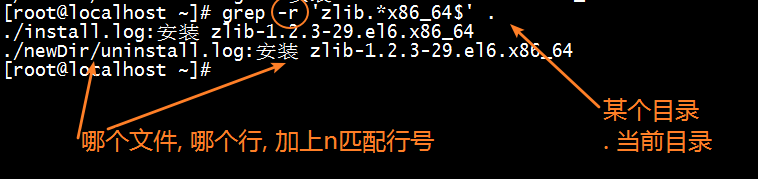 [root@localhost ~]# grep -r 'zlib.*x86_64$' .
./install.log:安装 zlib-1.2.3-29.el6.x86_64
./newDir/uninstall.log:安装 zlib-1.2.3-29.el6.x86_64
[root@localhost ~]#
某个目录
哪个文件, 哪个行, 加上n匹配行号
. 当前目录